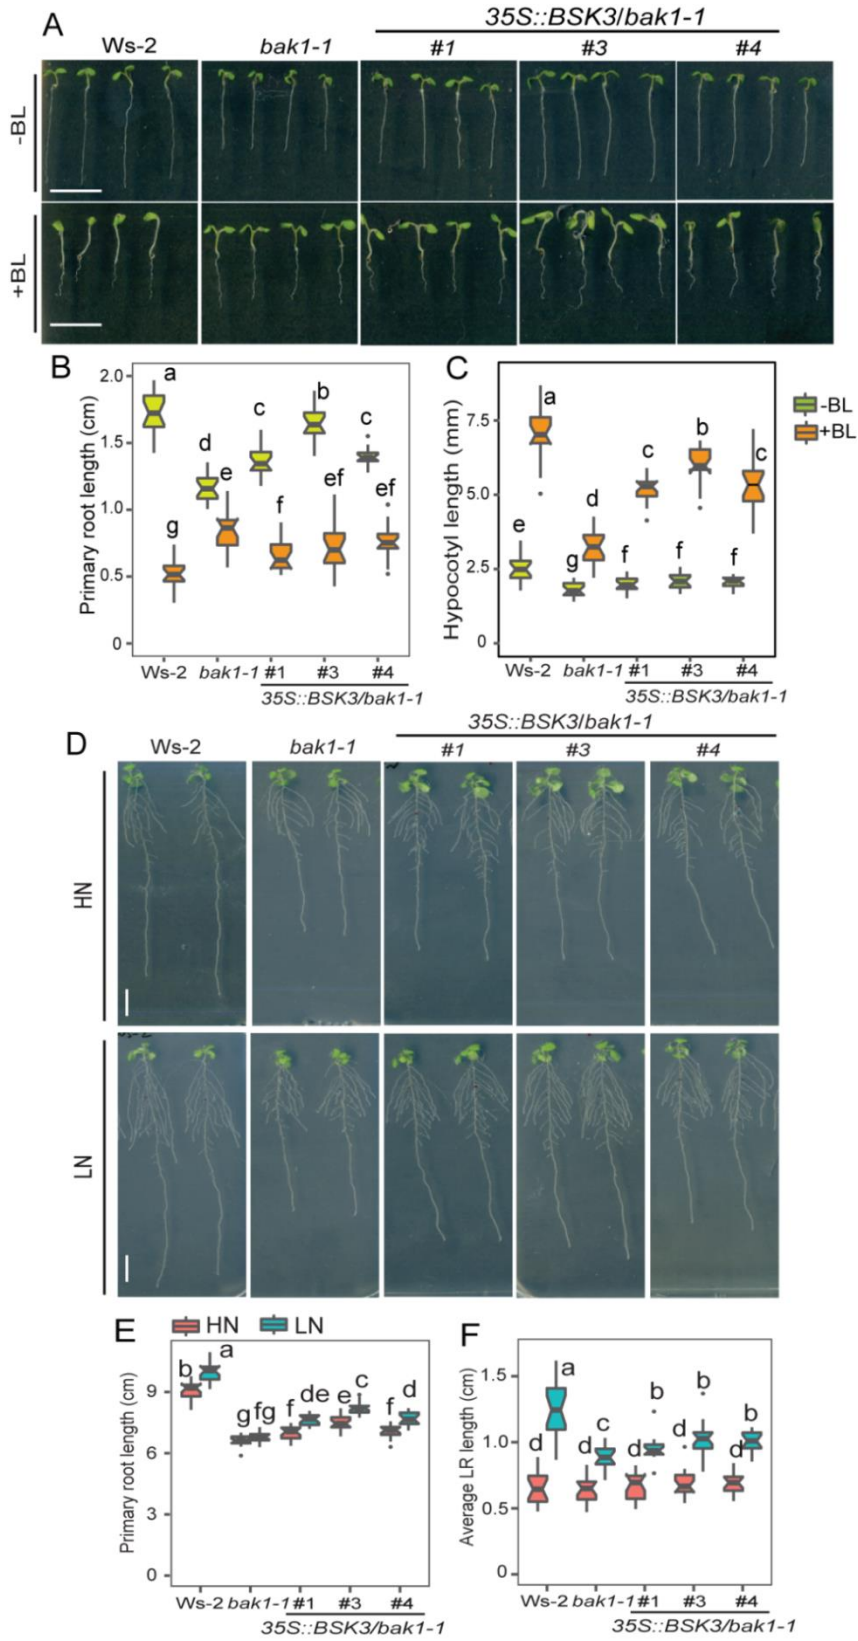 A
35S::BSK3/bak1-1
Ws-2 bak1-1 #1 #3 #4
-BL
+BL
B
Primary root length (cm)
2.0
1.5
1.0
0.5
0
a
g
d
e
c
f
b
ef
c
ef
Ws-2 bak1-1 #1 #3 #4
35S::BSK3/bak1-1
C
Hypocotyl length (mm)
7.5
5.0
2.5
0
e
a
g
d
f
c
f
b
f
c
-BL
+BL
Ws-2 bak1-1 #1 #3 #4
35S::BSK3/bak1-1
D
35S::BSK3/bak1-1
Ws-2 bak1-1 #1 #3 #4
HN
LN
E
HN LN
Primary root length (cm)
9
6
3
0
b
a
g
fg
f
de
e
c
f
d
Ws-2 bak1-1 #1 #3 #4
35S::BSK3/bak1-1
F
Average LR length (cm)
1.5
1.0
0.5
0
d
a
d
c
d
b
d
b
d
b
Ws-2 bak1-1 #1 #3 #4
35S::BSK3/bak1-1